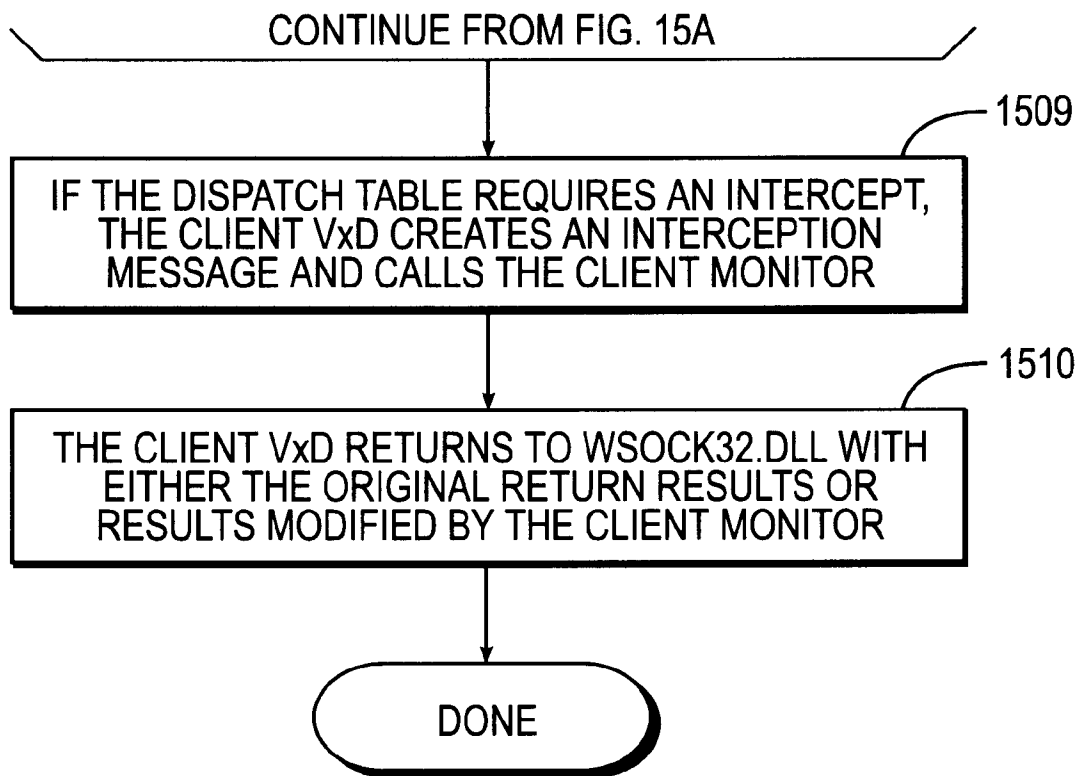 CONTINUE FROM FIG. 15A
1509
IF THE DISPATCH TABLE REQUIRES AN INTERCEPT,
THE CLIENT VxD CREATES AN INTERCEPTION
MESSAGE AND CALLS THE CLIENT MONITOR
1510
THE CLIENT VxD RETURNS TO WSOCK32.DLL WITH
EITHER THE ORIGINAL RETURN RESULTS OR
RESULTS MODIFIED BY THE CLIENT MONITOR
DONE